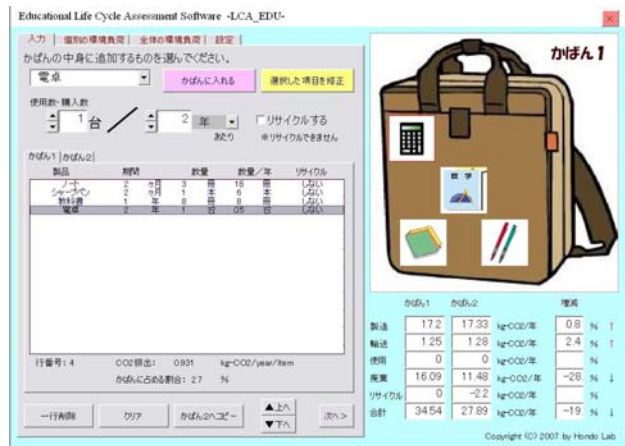 Educational Life Cycle Assessment Software -LCA_EDU-
入力 個別の環境負荷 全体の環境負荷 設定
かばんの中身に追加するものを選んでください。
電卓 かばんに入れる 選択した項目を修正
使用数・購入数
1 台 / 2 年 あたり リサイクルする
※リサイクルできません
かばん1 かばん2
製品 期間 数量 数量/年 リサイクル
ノート 2 ヶ月 3 冊 18 冊 しない
シャープペン 2 ヶ月 1 本 6 本 しない
教科書 1 年 8 冊 8 冊 しない
電卓 2 年 1 台 0.5 台 しない
行番号: 4 CO2排出: 0.931 kg-CO2/year/item
かばんに占める割合: 2.7 %
一行削除 クリア かばん2へコピー ▲上へ ▼下へ 次へ>
かばん1
数学
かばん1 かばん2 増減
製造 17.2 17.33 kg-CO2/年 0.8 % ↑
輸送 1.25 1.28 kg-CO2/年 2.4 % ↑
使用 0 0 kg-CO2/年 %
廃棄 16.09 11.48 kg-CO2/年 -28 % ↓
リサイクル 0 -2.2 kg-CO2/年 %
合計 34.54 27.89 kg-CO2/年 -19 % ↓
Copyright (C) 2007 by Hondo Lab